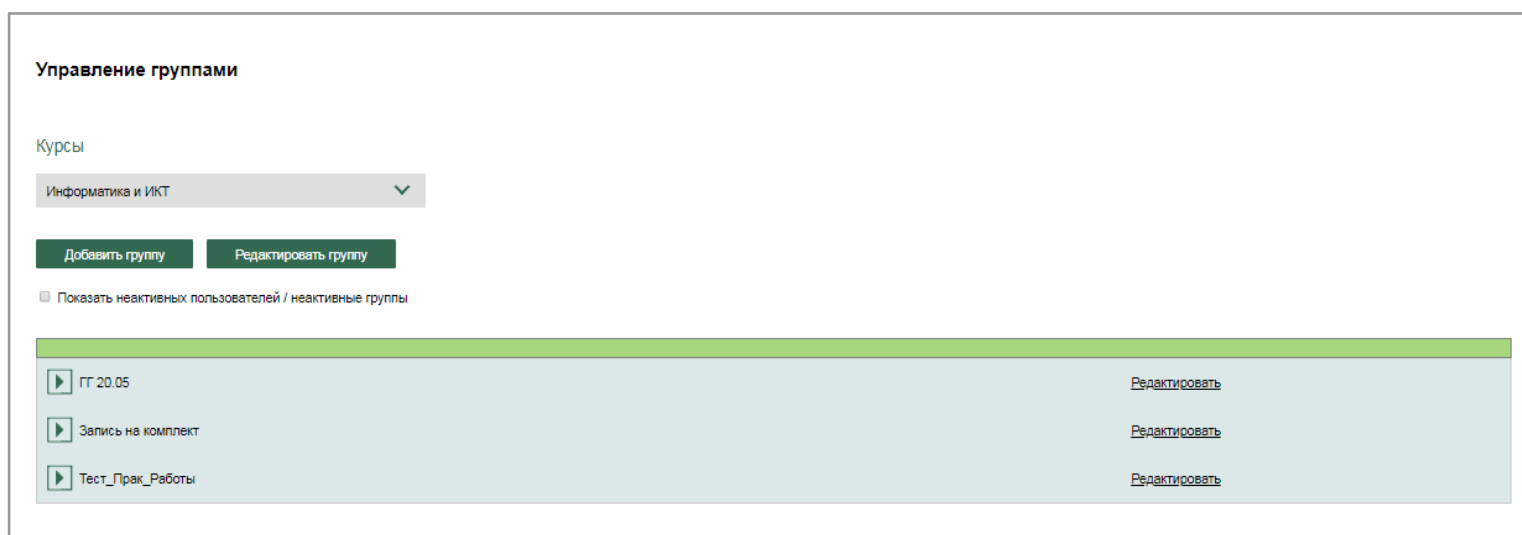 Управление группами
Курсы
Информатика и ИКТ
Добавить группу Редактировать группу
Показать неактивных пользователей / неактивные группы
ГГ 20.05 Редактировать
Запись на комплект Редактировать
Тест_Прак_Работы Редактировать